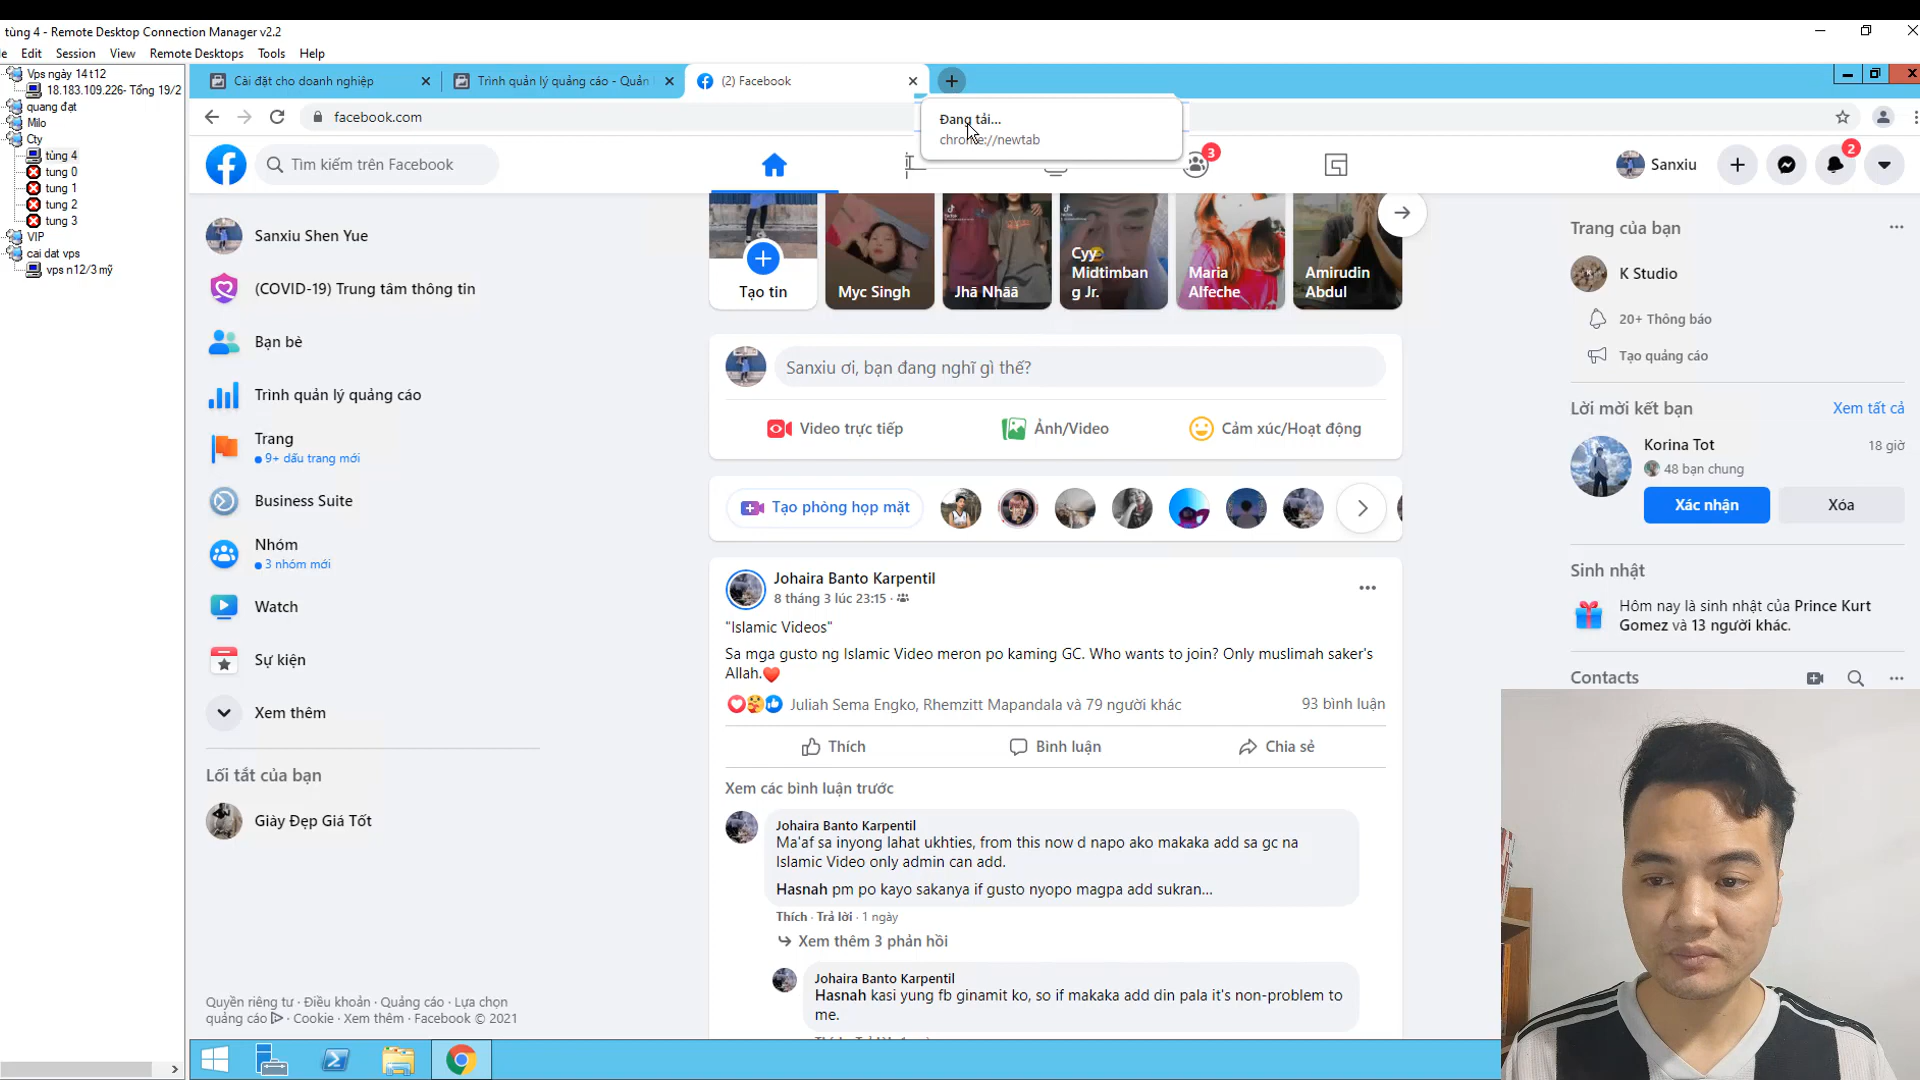 tùng 4 - Remote Desktop Connection Manager v2.2
Edit Session View Remote Desktops Tools Help
Vps ngày 14t12
18.183.109.226- Tổng 19/2
quang đạt
Milo
Cty
tùng 4
tung 0
tung 1
tung 2
tung 3
VIP
cai dat vps
vps n12/3 mỹ
Cài đặt cho doanh nghiệp
Trình quản lý quảng cáo - Quản
(2) Facebook
facebook.com
Đang tải...
chrome://newtab
Tìm kiếm trên Facebook
3
Sanxiu
2
Sanxiu Shen Yue
(COVID-19) Trung tâm thông tin
Bạn bè
Trình quản lý quảng cáo
Trang
9+ dấu trang mới
Business Suite
Nhóm
3 nhóm mới
Watch
Sự kiện
Xem thêm
Lối tắt của bạn
Giày Đẹp Giá Tốt
Quyền riêng tư · Điều khoản · Quảng cáo · Lựa chọn
quảng cáo · Cookie · Xem thêm · Facebook © 2021
Tạo tin
Myc Singh
Jhā Nhāā
Cyy
Midtimban
g Jr.
Maria
Alfeche
Amirudin
Abdul
Sanxiu ơi, bạn đang nghĩ gì thế?
Video trực tiếp
Ảnh/Video
Cảm xúc/Hoạt động
Tạo phòng họp mặt
Johaira Banto Karpentil
8 tháng 3 lúc 23:15 ·
"Islamic Videos"
Sa mga gusto ng Islamic Video meron po kaming GC. Who wants to join? Only muslimah saker's
Allah.❤
Juliah Sema Engko, Rhemzitt Mapandala và 79 người khác
93 bình luận
Thích
Bình luận
Chia sẻ
Xem các bình luận trước
Johaira Banto Karpentil
Ma'af sa inyong lahat ukhties, from this now d napo ako makaka add sa gc na
Islamic Video only admin can add.
Hasnah pm po kayo sakanya if gusto nyopo magpa add sukran...
Thích · Trả lời · 1 ngày
Xem thêm 3 phản hồi
Johaira Banto Karpentil
Hasnah kasi yung fb ginamit ko, so if makaka add din pala it's non-problem to
me.
Trang của bạn
K Studio
20+ Thông báo
Tạo quảng cáo
Lời mời kết bạn
Xem tất cả
Korina Tot
18 giờ
48 bạn chung
Xác nhận
Xóa
Sinh nhật
Hôm nay là sinh nhật của Prince Kurt
Gomez và 13 người khác.
Contacts